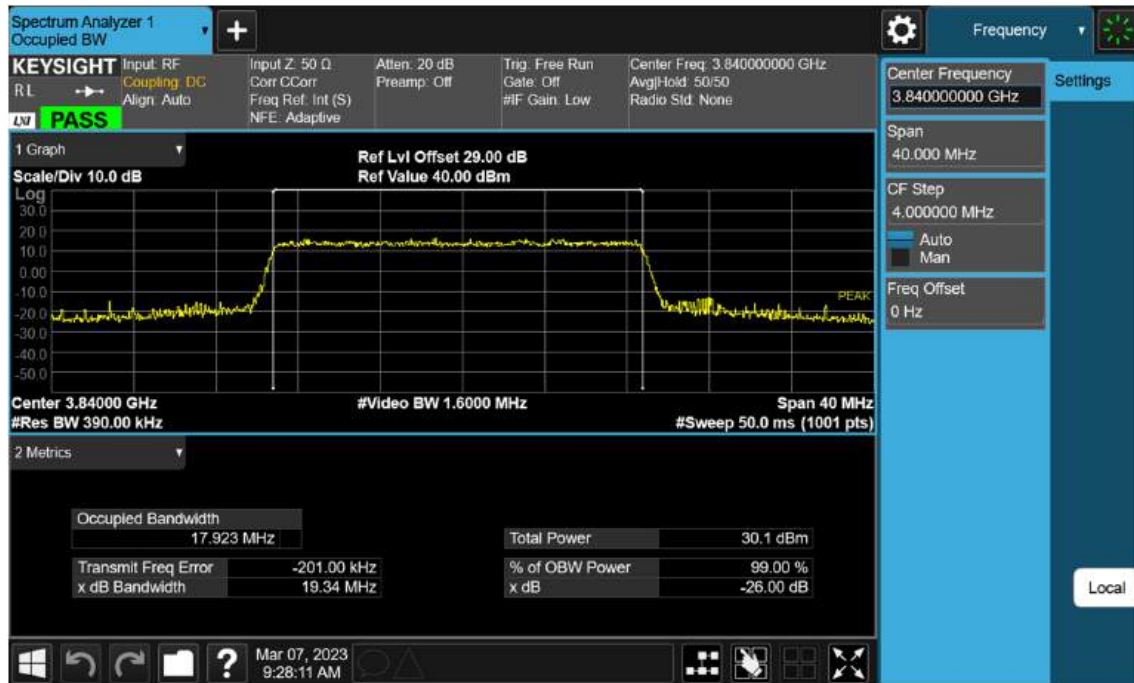 Spectrum Analyzer 1
Occupied BW
+
Frequency
KEYSIGHT
R L
LXI
PASS
Input: RF
Coupling: DC
Align: Auto
Input Z: 50 Ω
Corr CCorr
Freq Ref: Int (S)
NFE: Adaptive
Atten: 20 dB
Preamp: Off
Trig: Free Run
Gate: Off
#IF Gain: Low
Center Freq: 3.840000000 GHz
Avg|Hold: 50/50
Radio Std: None
Center Frequency
3.840000000 GHz
Settings
Span
40.000 MHz
CF Step
4.000000 MHz
Auto
Man
Freq Offset
0 Hz
Local
1 Graph
Scale/Div 10.0 dB
Ref Lvl Offset 29.00 dB
Ref Value 40.00 dBm
Log
30.0
20.0
10.0
0.00
-10.0
-20.0
-30.0
-40.0
-50.0
PEAK
Center 3.84000 GHz
#Video BW 1.6000 MHz
Span 40 MHz
#Res BW 390.00 kHz
#Sweep 50.0 ms (1001 pts)
2 Metrics
Occupied Bandwidth
17.923 MHz
Total Power 30.1 dBm
Transmit Freq Error -201.00 kHz
% of OBW Power 99.00 %
x dB Bandwidth 19.34 MHz
x dB -26.00 dB
?
Mar 07, 2023
9:28:11 AM